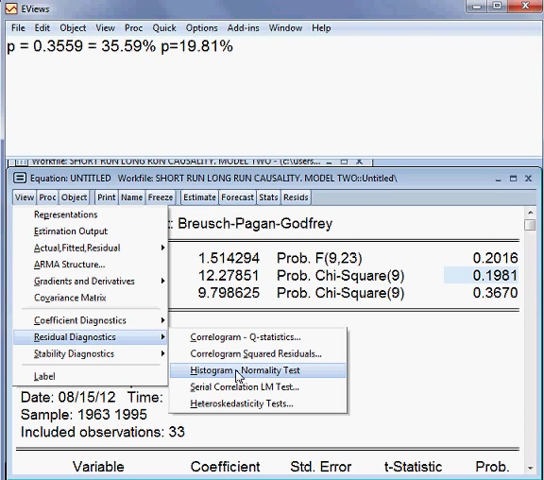 EViews
File Edit Object View Proc Quick Options Add-ins Window Help
p = 0.3559 = 35.59% p=19.81%
Workfile: SHORT RUN LONG RUN CAUSALITY. MODEL TWO - (c:\users...
Equation: UNTITLED Workfile: SHORT RUN LONG RUN CAUSALITY. MODEL TWO::Untitled\
View Proc Object Print Name Freeze Estimate Forecast Stats Resids
Representations
Estimation Output
Actual,Fitted,Residual
ARMA Structure...
Gradients and Derivatives
Covariance Matrix
Coefficient Diagnostics
Residual Diagnostics
Stability Diagnostics
Label
: Breusch-Pagan-Godfrey
1.514294 Prob. F(9,23) 0.2016
12.27851 Prob. Chi-Square(9) 0.1981
9.798625 Prob. Chi-Square(9) 0.3670
Correlogram - Q-statistics...
Correlogram Squared Residuals...
Histogram - Normality Test
Serial Correlation LM Test...
Heteroskedasticity Tests...
Date: 08/15/12 Time:
Sample: 1963 1995
Included observations: 33
Variable Coefficient Std. Error t-Statistic Prob.